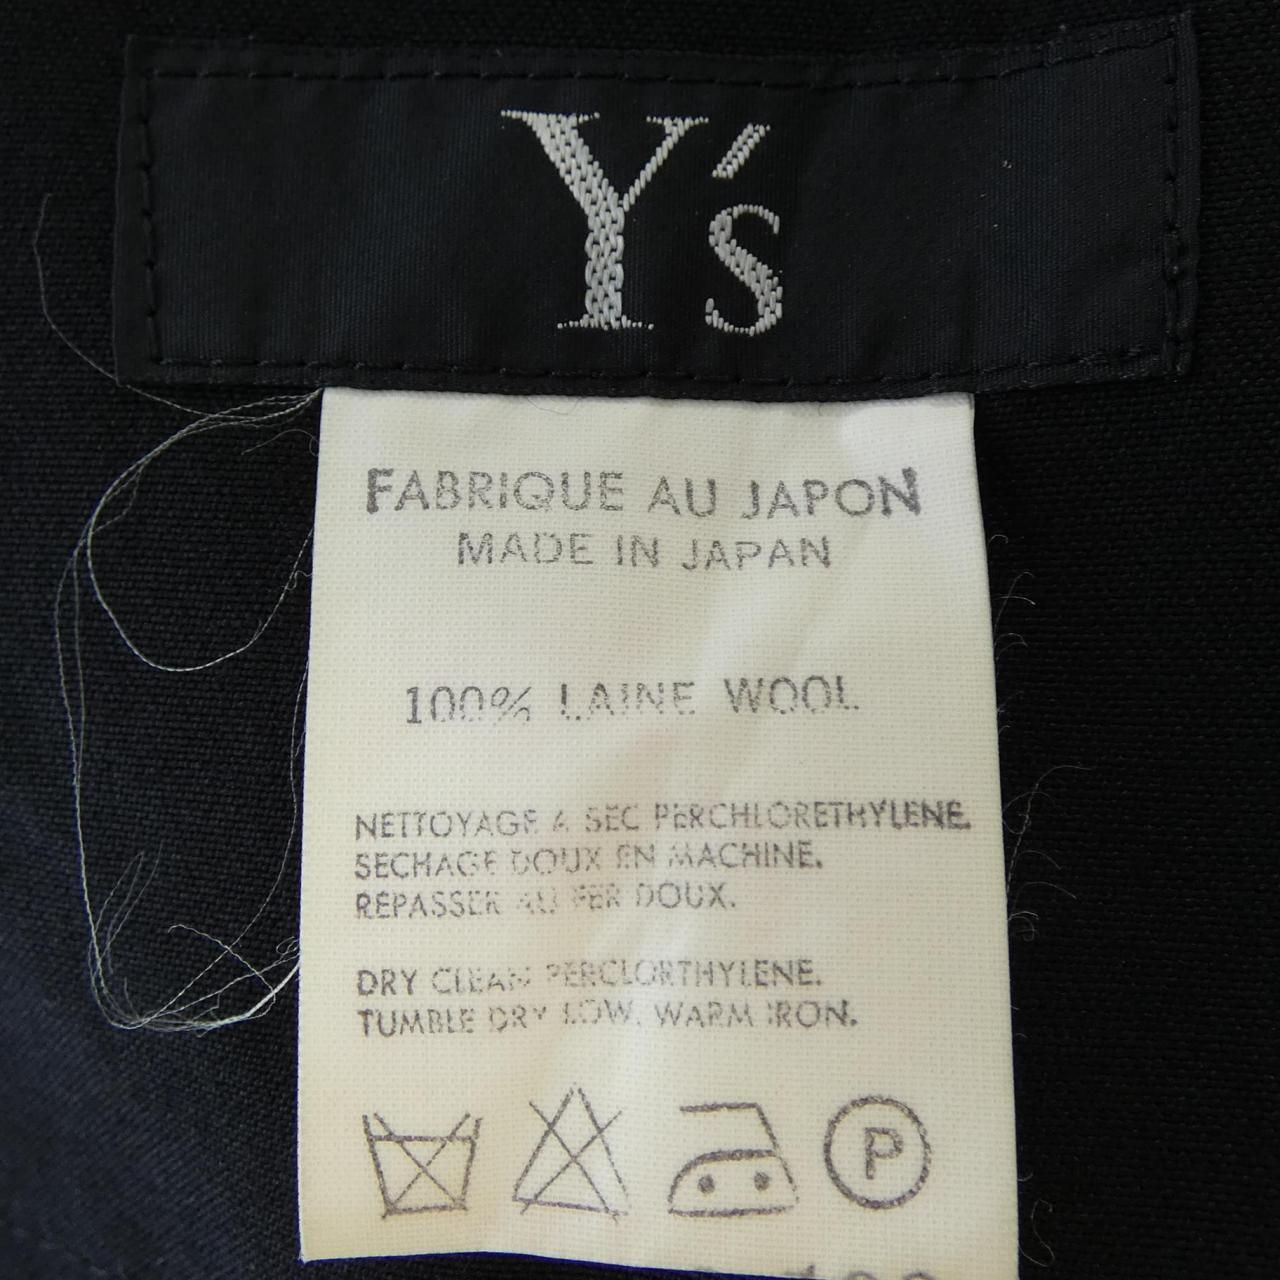 Y's
FABRIQUE AU JAPON
MADE IN JAPAN
100% LAINE WOOL
NETTOYAGE A SEC PERCHLORETHYLENE.
SECHAGE DOUX EN MACHINE.
REPASSER AU FER DOUX.
DRY CLEAN PERCLORTHYLENE.
TUMBLE DRY LOW, WARM IRON.
P